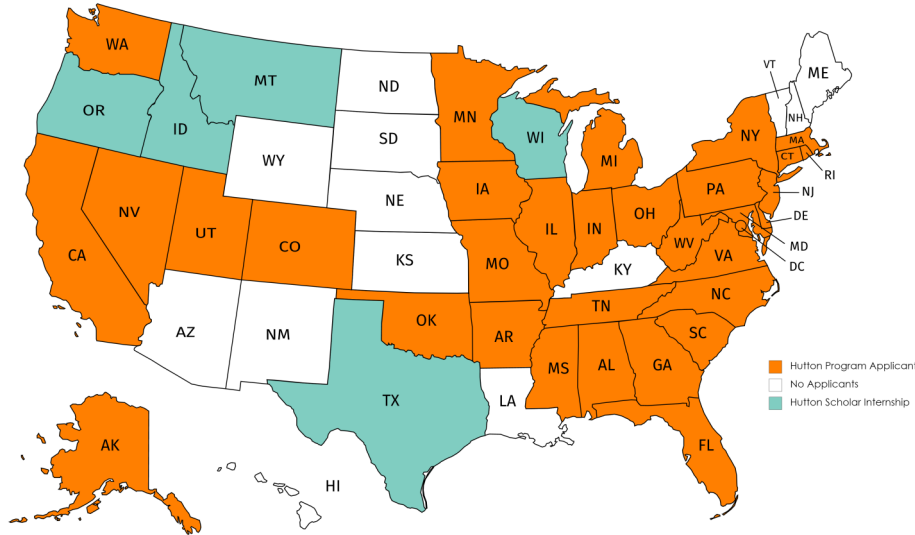 WA
MT
ND
MN
VT
ME
OR
ID
SD
WI
NH
NY
MA
WY
MI
CT
RI
IA
PA
NJ
NE
NV
UT
CO
IL
IN
OH
DE
WV
MD
CA
KS
MO
KY
VA
DC
NC
TN
AZ
NM
OK
AR
SC
MS
AL
GA
Hutton Program Applicant
No Applicants
TX
LA
Hutton Scholar Internship
AK
FL
HI